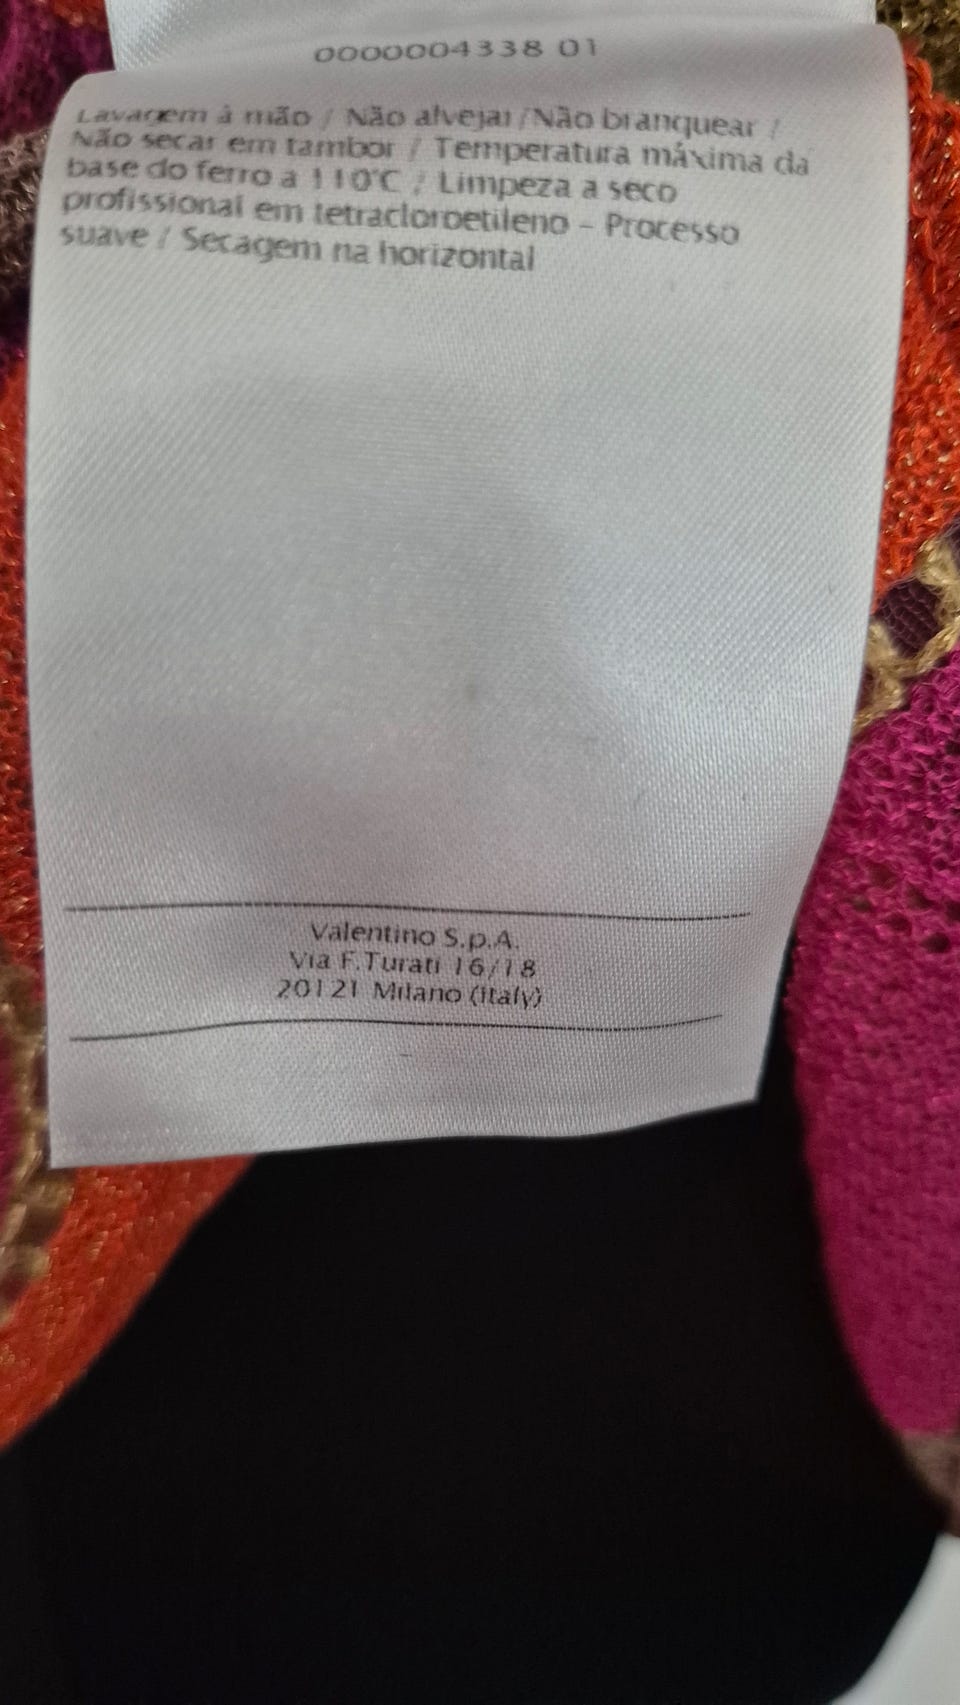 0000004338 01
Lavagem à mão / Não alvejar /Não branquear /
Não secar em tambor / Temperatura máxima da
base do ferro a 110°C / Limpeza a seco
profissional em tetracloroetileno – Processo
suave / Secagem na horizontal
Valentino S.p.A.
Via F.Turati 16/18
20121 Milano (Italy)